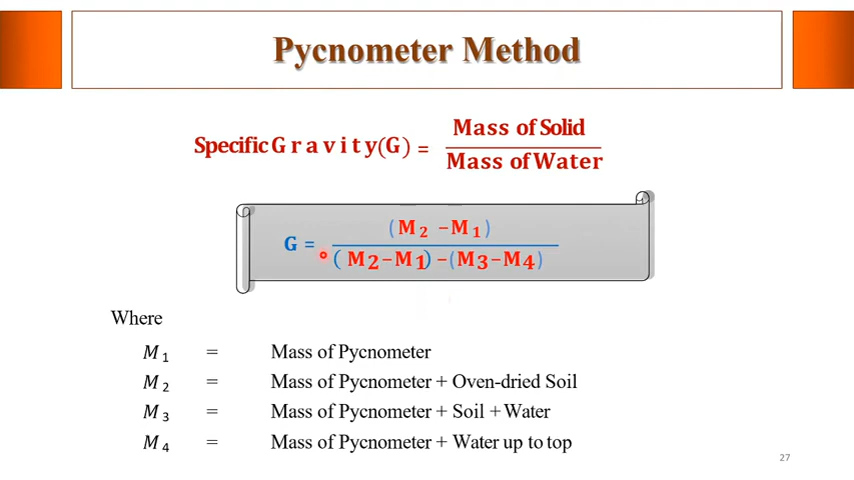 Pycnometer Method
Specific Gravity(G) = Mass of Solid
Mass of Water
G = (M2 −M1)
(M2−M1)−(M3−M4)
Where
M1 = Mass of Pycnometer
M2 = Mass of Pycnometer + Oven-dried Soil
M3 = Mass of Pycnometer + Soil + Water
M4 = Mass of Pycnometer + Water up to top
27